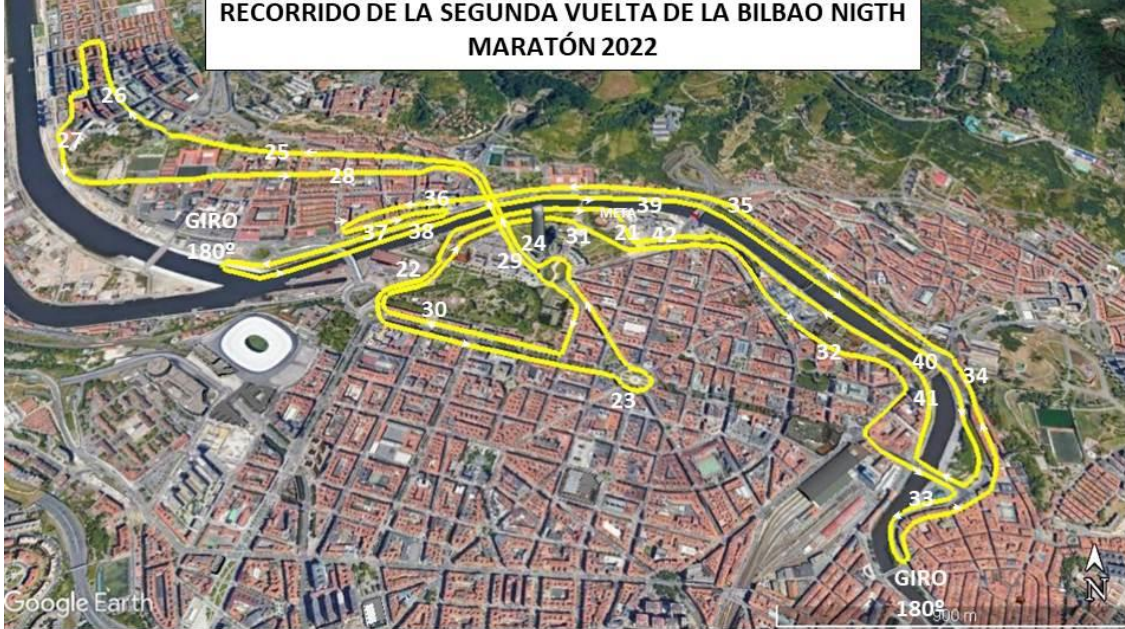 RECORRIDO DE LA SEGUNDA VUELTA DE LA BILBAO NIGTH
MARATÓN 2022
26
27
25
28
36
GIRO
180º
37
38
META
39
35
24
31
21
42
22
29
30
32
40
34
41
23
33
GIRO
180º
N
Google Earth
900 m